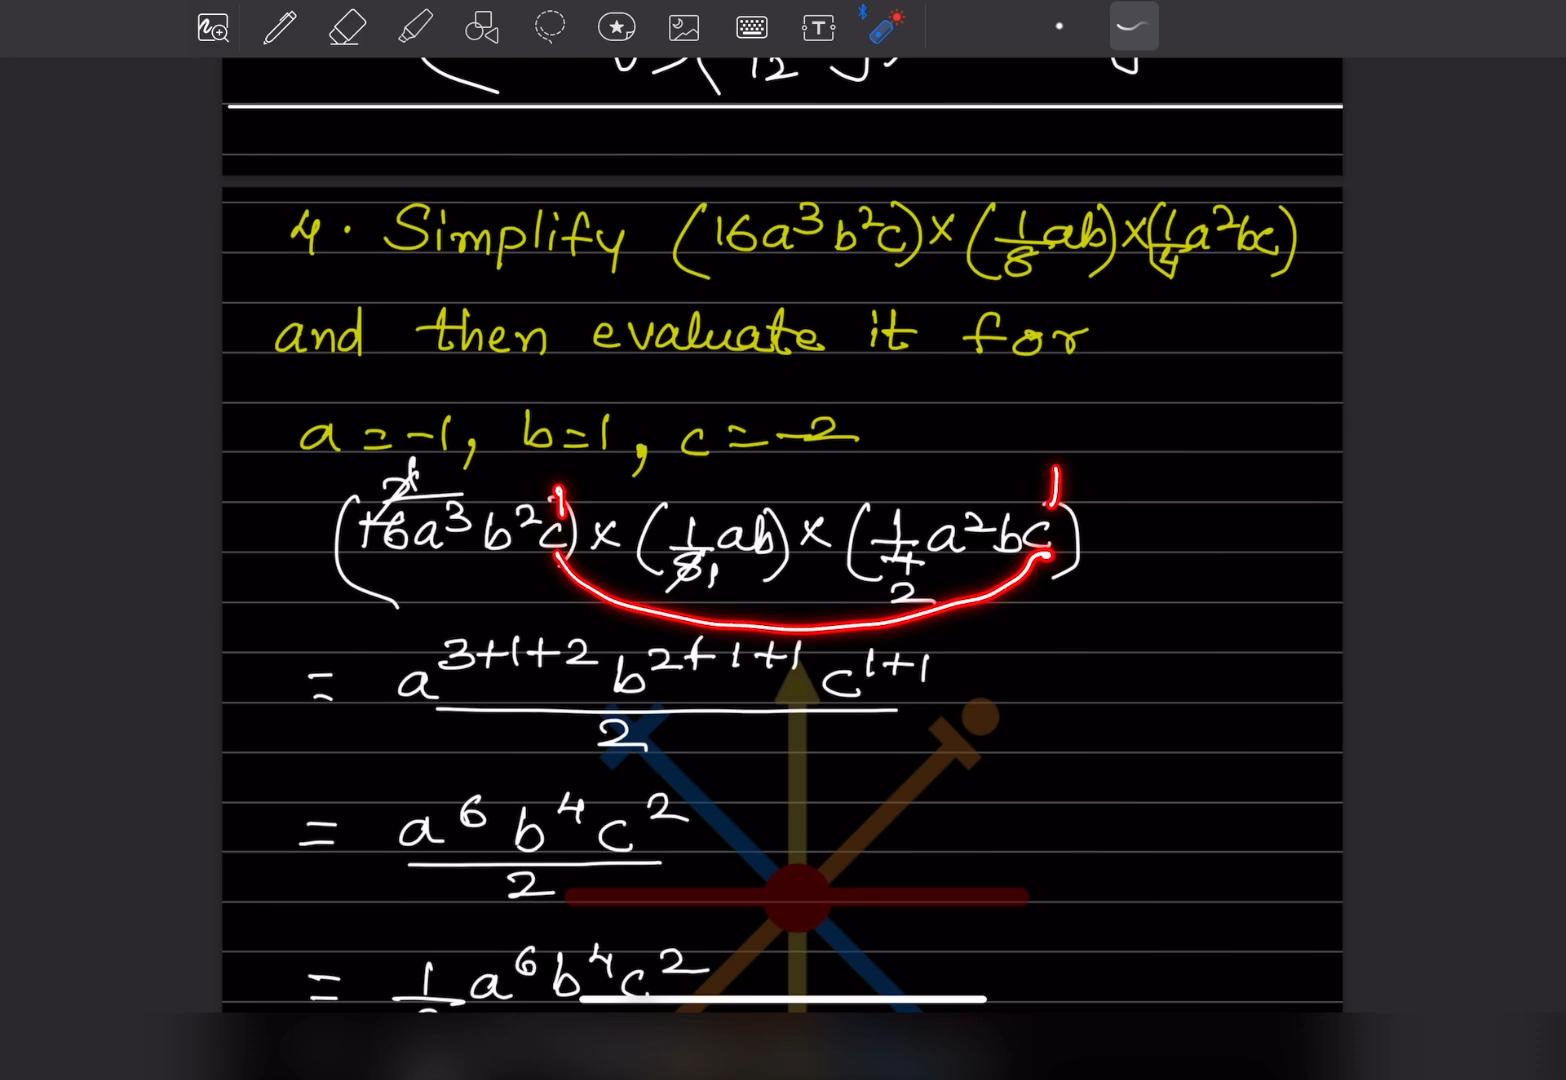 12
4. Simplify (16a³b²c)×(1/8 ab)×(1/4 a²bc)
and then evaluate it for
a=-1, b=1, c=-2
(16a³b²c)×(1/8 ab)×(1/4 a²bc)
= a^(3+1+2) b^(2+1+1) c^(1+1) / 2
= a⁶b⁴c² / 2
= 1/2 a⁶b⁴c²